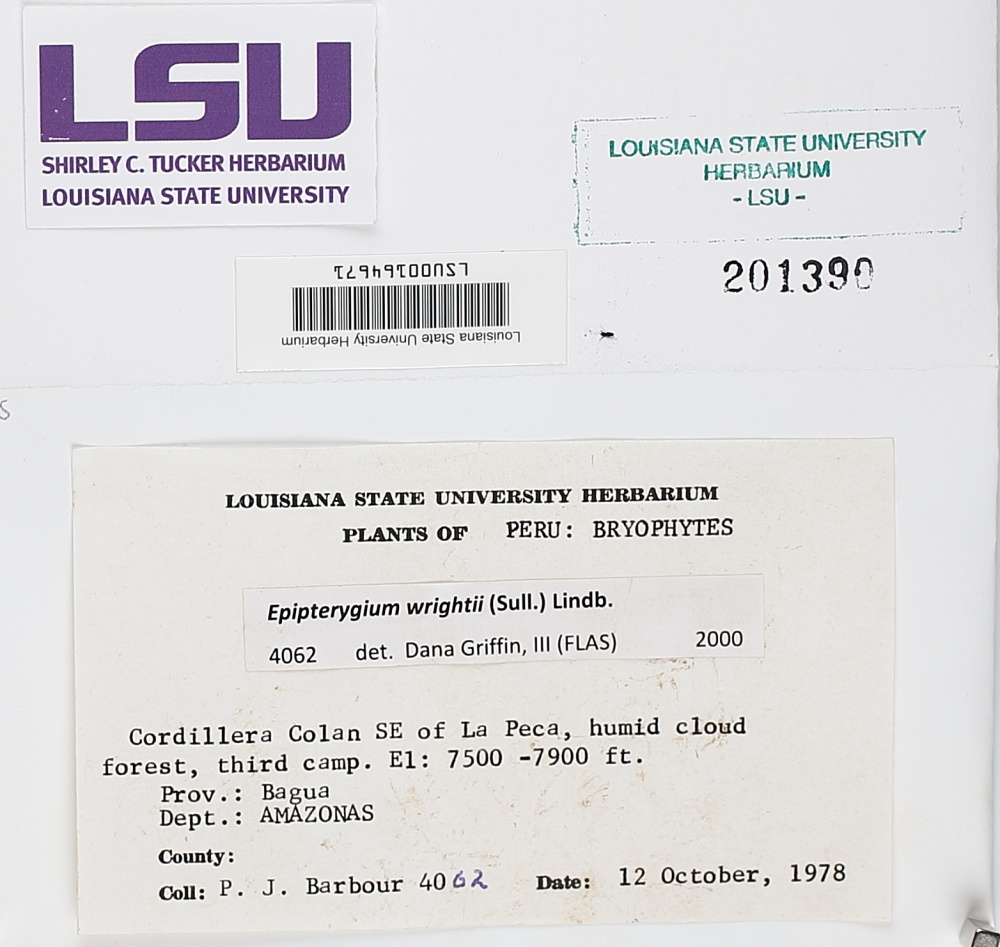 LSU
SHIRLEY C. TUCKER HERBARIUM
LOUISIANA STATE UNIVERSITY
LOUISIANA STATE UNIVERSITY
HERBARIUM
- LSU -
201390
LSU00164671
Louisiana State University Herbarium
S
LOUISIANA STATE UNIVERSITY HERBARIUM
PLANTS OF PERU: BRYOPHYTES
Epipterygium wrightii (Sull.) Lindb.
4062 det. Dana Griffin, III (FLAS) 2000
Cordillera Colan SE of La Peca, humid cloud
forest, third camp. El: 7500 -7900 ft.
Prov.: Bagua
Dept.: AMAZONAS
County:
Coll: P. J. Barbour 4062 Date: 12 October, 1978